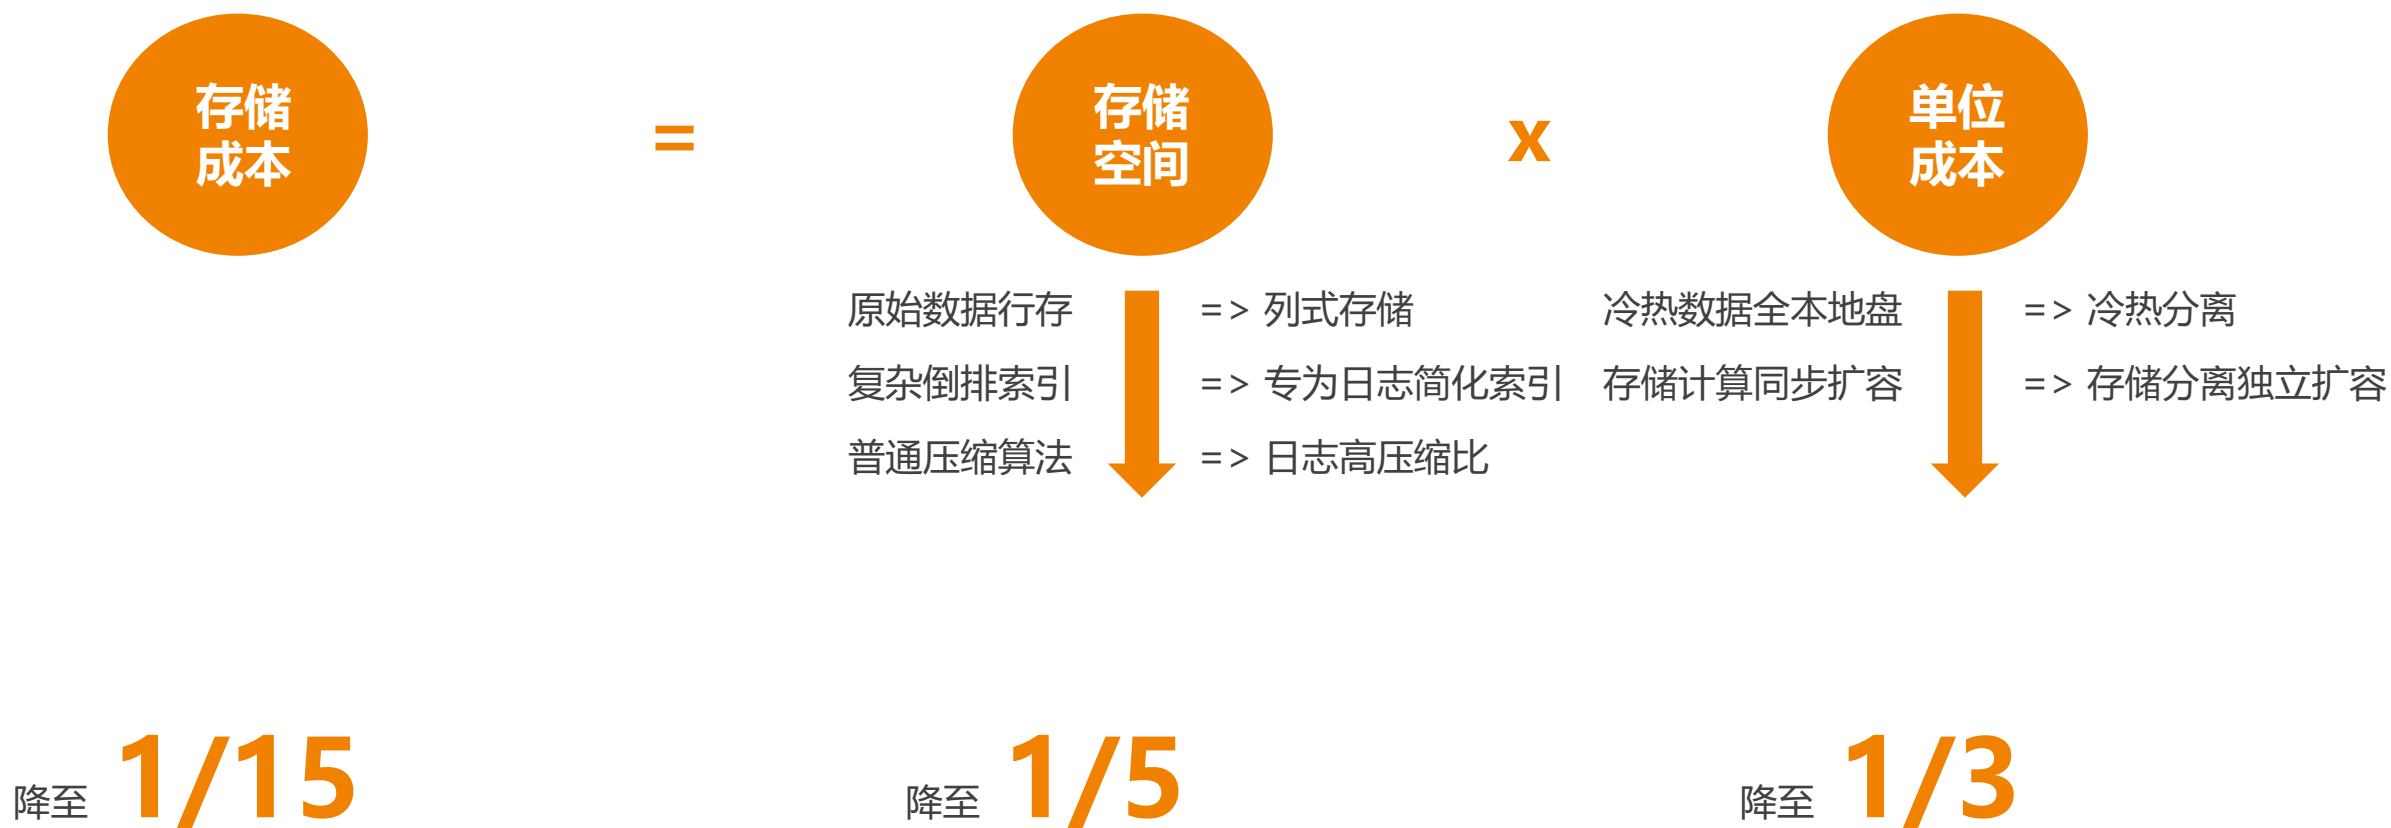 存储
成本
=
存储
空间
x
单位
成本
原始数据行存 => 列式存储
复杂倒排索引 => 专为日志简化索引
普通压缩算法 => 日志高压缩比
冷热数据全本地盘 => 冷热分离
存储计算同步扩容 => 存储分离独立扩容
降至 1/15
降至 1/5
降至 1/3